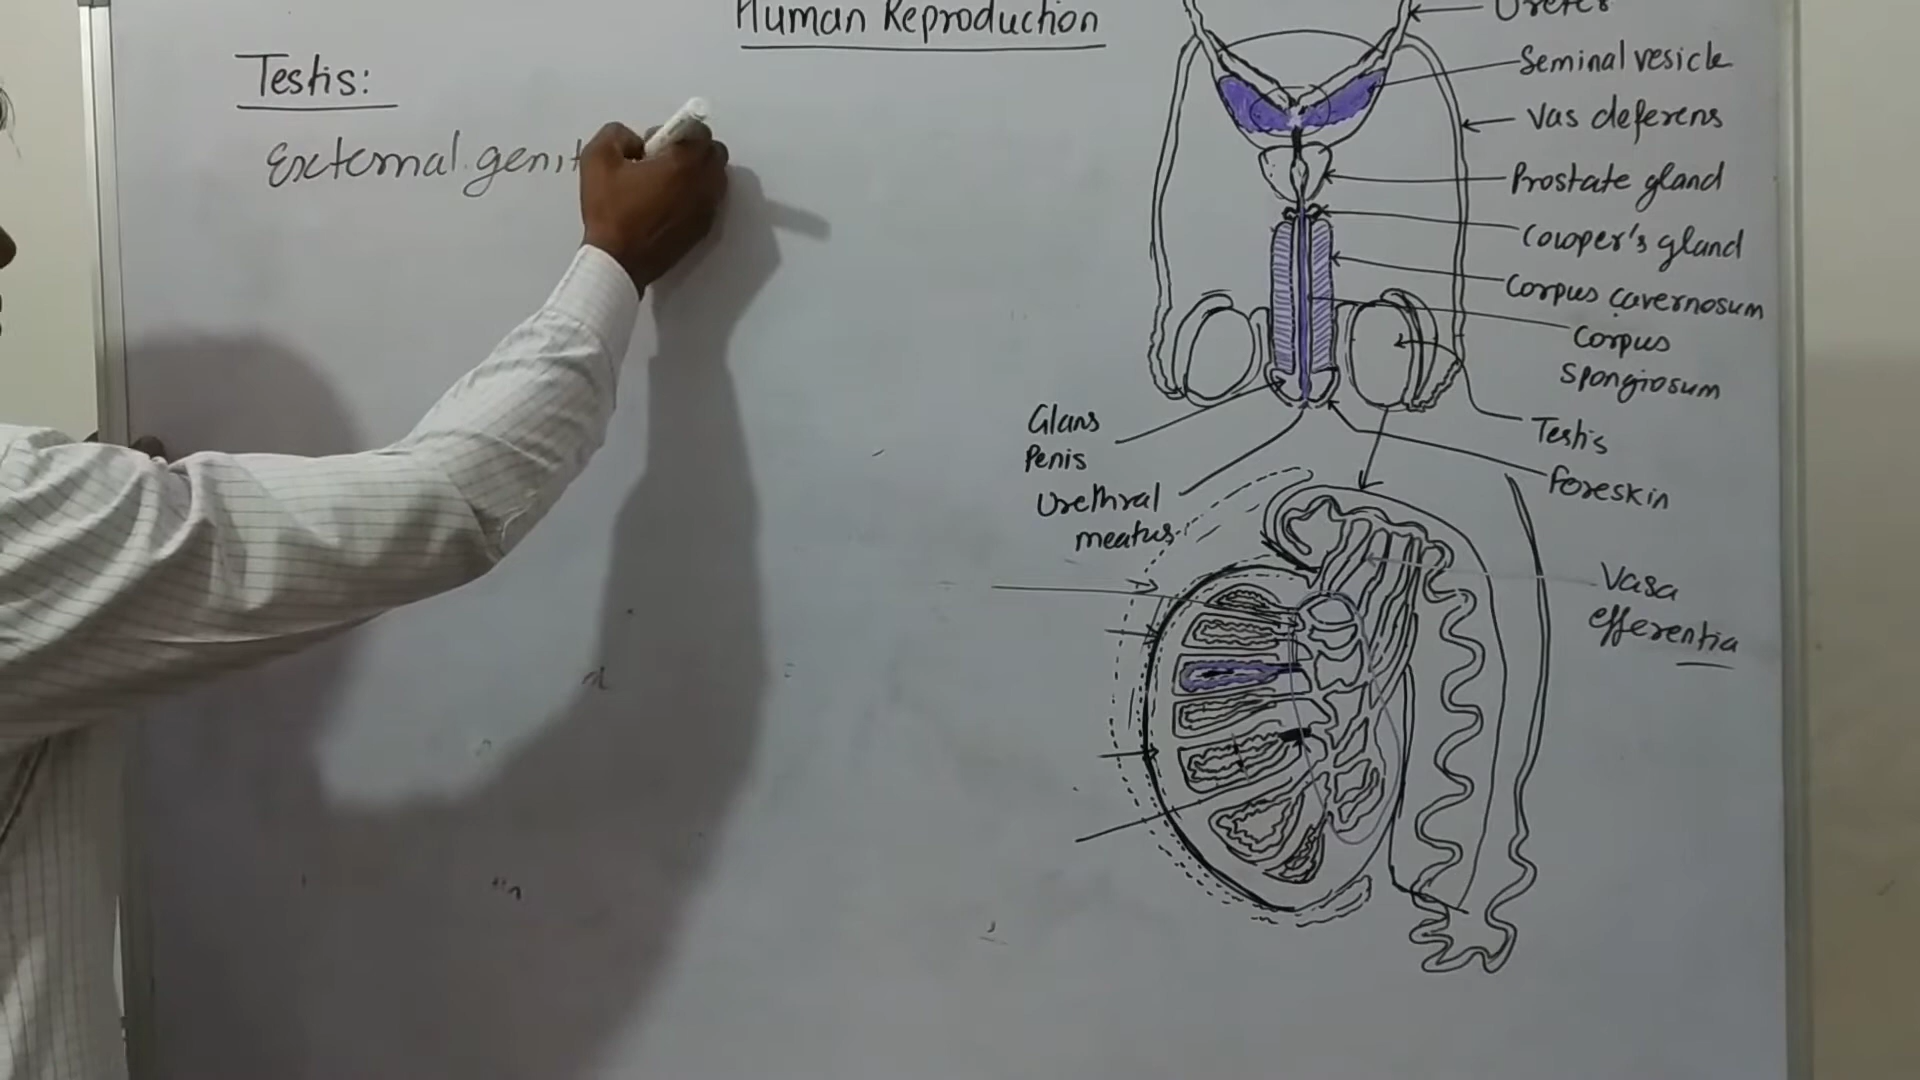 Human Reproduction
Testis:
External genit
Ureter
Seminal vesicle
Vas deferens
Prostate gland
Cowper's gland
Corpus cavernosum
Corpus
Spongiosum
Testis
Foreskin
Glans
Penis
Urethral
meatus
Vasa
efferentia